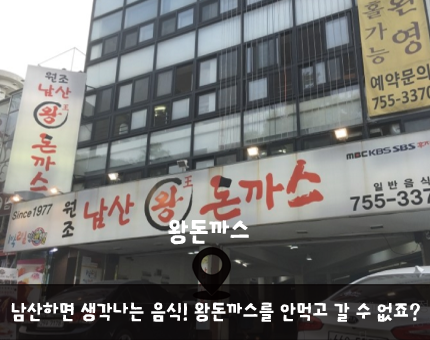 환영
홀 가능
예약문의
755-3370
원조
남산
왕
돈까스
Since1977
원조 남산 왕 王 돈까스
MBC KBS SBS
일반음식
755-337
왕돈까스
남산하면 생각나는 음식! 왕돈까스를 안먹고 갈 수 없죠?